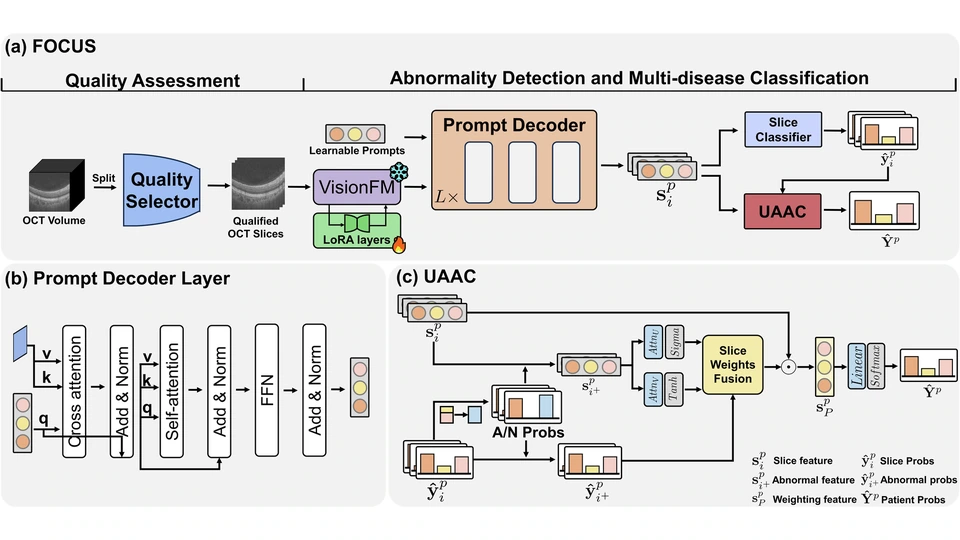 (a) FOCUS
Quality Assessment
Abnormality Detection and Multi-disease Classification
OCT Volume
Split
Quality
Selector
Qualified
OCT Slices
Learnable Prompts
VisionFM
LoRA layers
Prompt Decoder
L×
s_i^p
Slice
Classifier
ŷ_i^p
UAAC
Ŷ^p
(b) Prompt Decoder Layer
v
k
q
Cross attention
Add & Norm
v
k
q
Self-attention
Add & Norm
FFN
Add & Norm
(c) UAAC
s_i^p
s_{i+}^p
Attn_U
Sigma
Attn_V
Tanh
Slice
Weights
Fusion
A/N Probs
ŷ_i^p
ŷ_{i+}^p
s_P^p
Linear
Softmax
Ŷ^p
s_i^p Slice feature
ŷ_i^p Slice Probs
s_{i+}^p Abnormal feature
ŷ_{i+}^p Abnormal probs
s_P^p Weighting feature
Ŷ^p Patient Probs